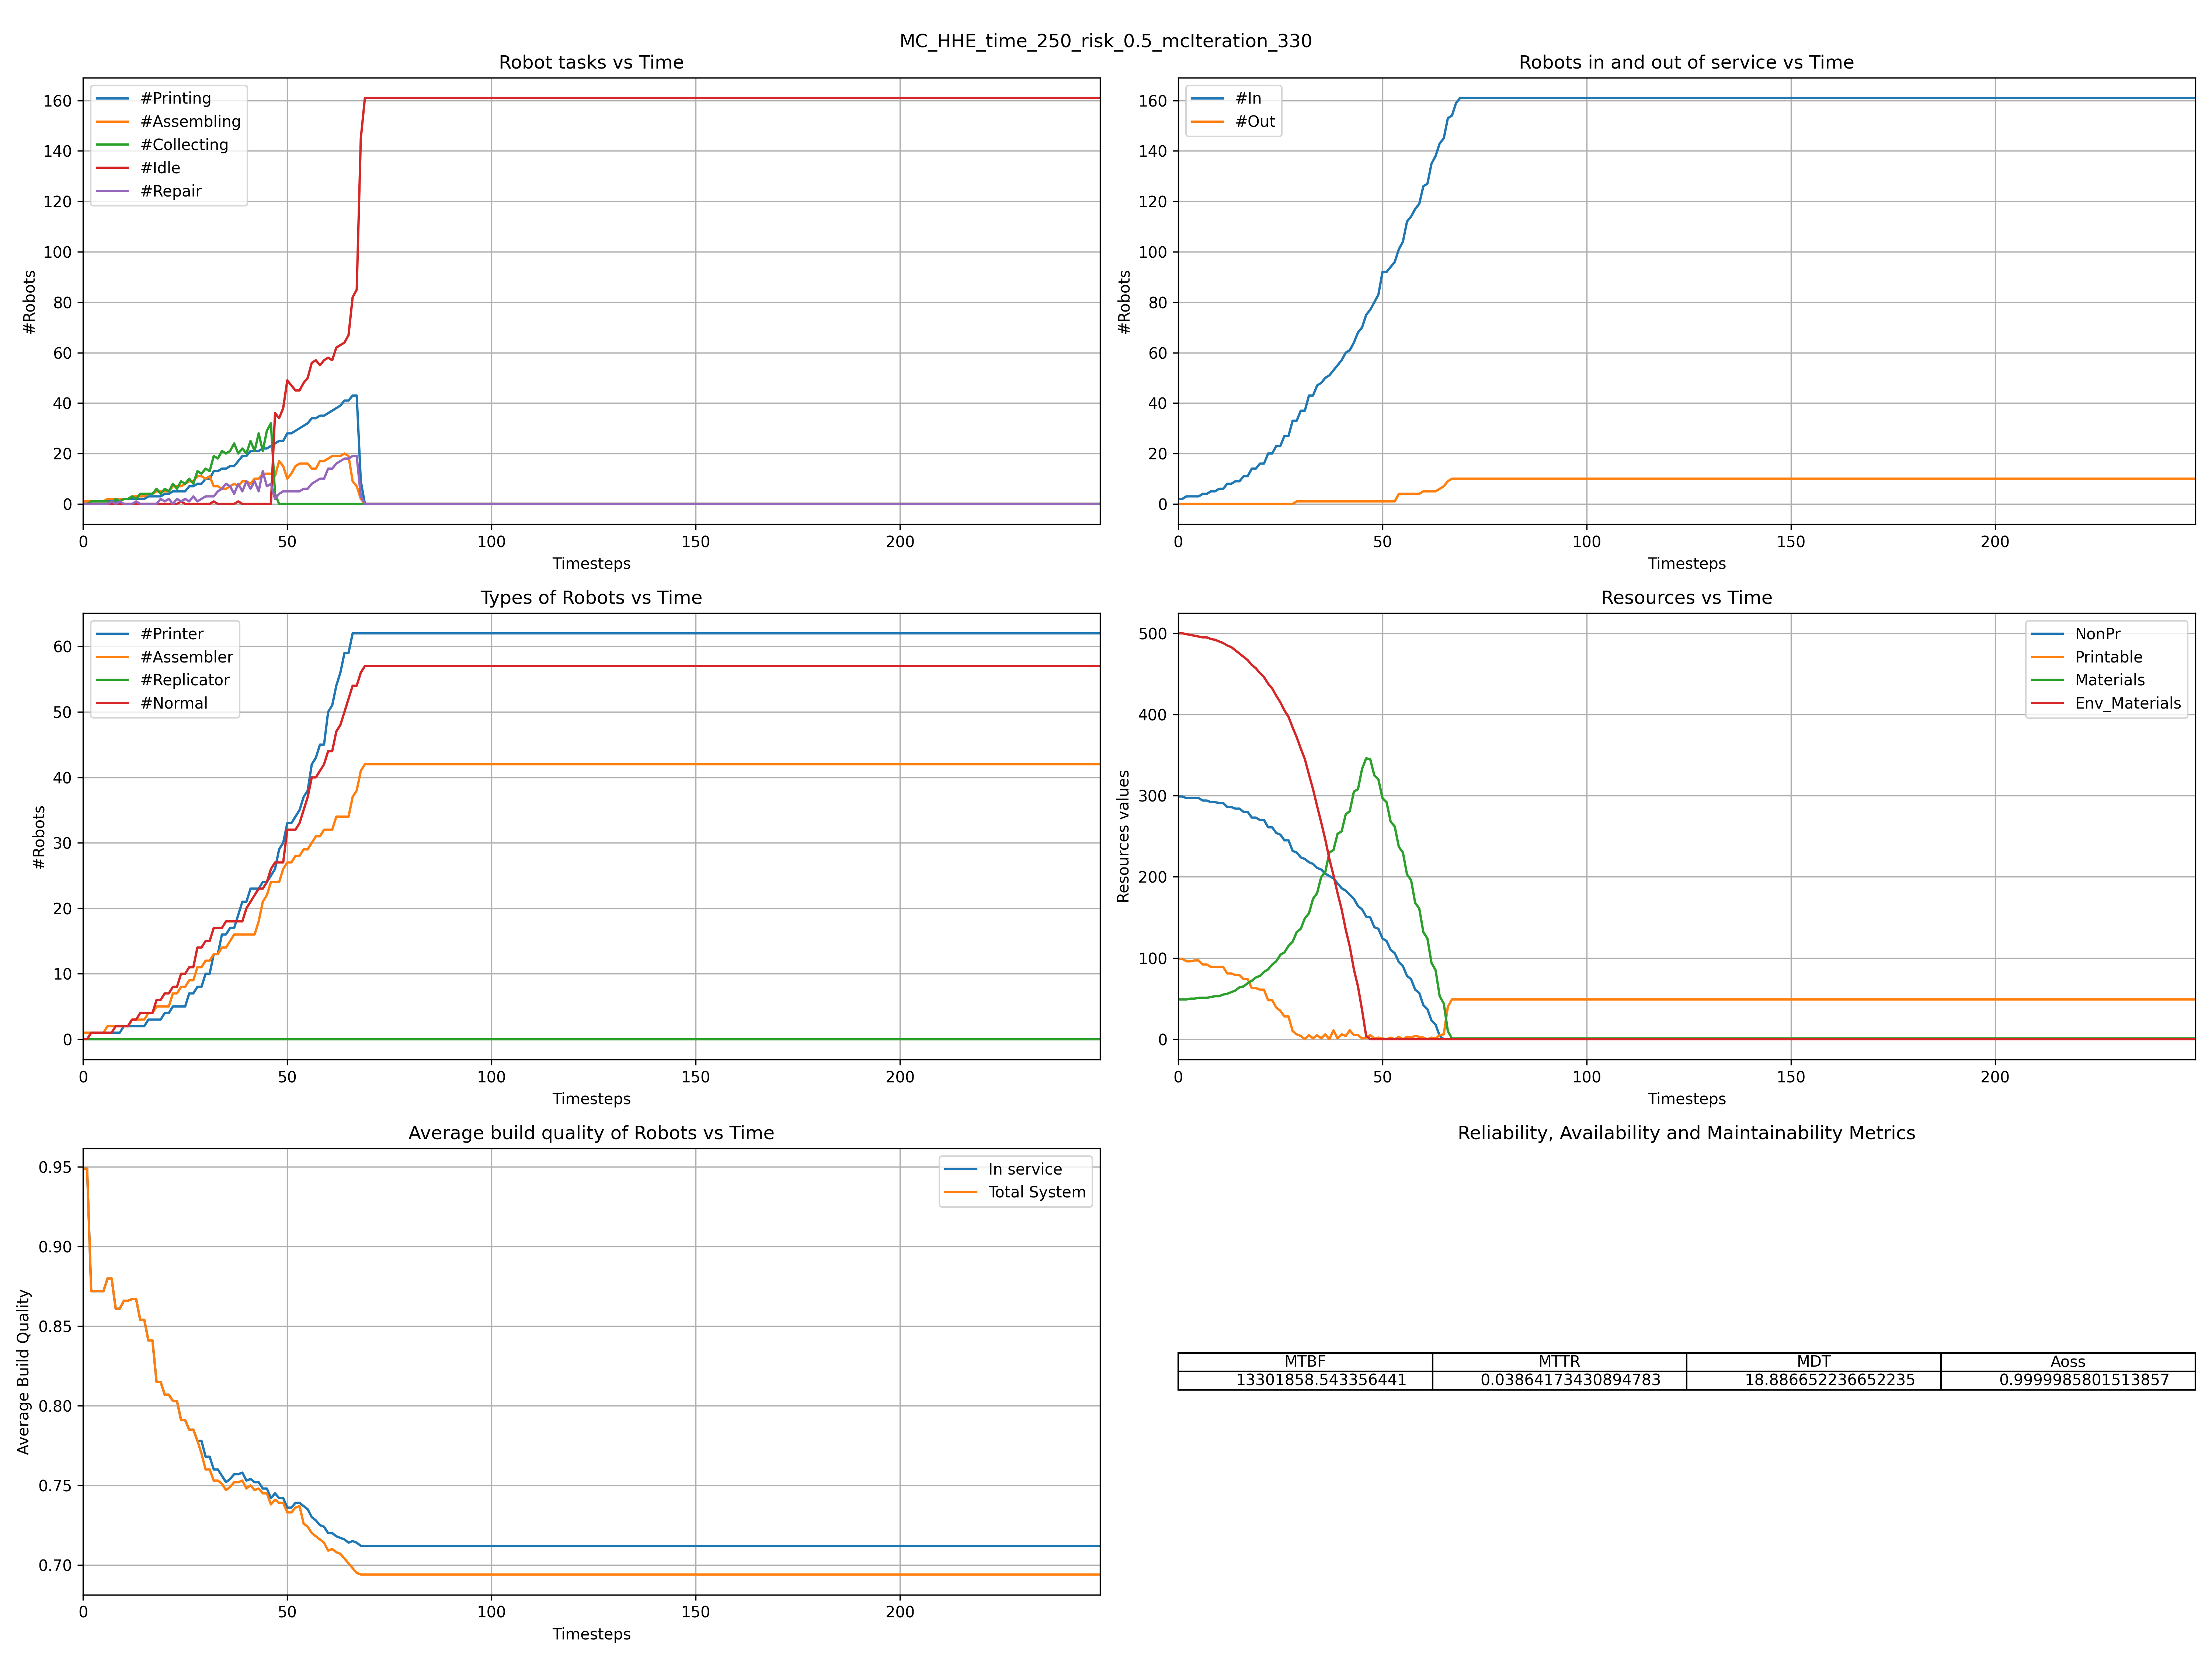 MC_HHE_time_250_risk_0.5_mcIteration_330
Robot tasks vs Time
#Printing
#Assembling
#Collecting
#Idle
#Repair
160
140
120
100
80
60
40
20
0
#Robots
0 50 100 150 200
Timesteps
Robots in and out of service vs Time
#In
#Out
160
140
120
100
80
60
40
20
0
#Robots
0 50 100 150 200
Timesteps
Types of Robots vs Time
#Printer
#Assembler
#Replicator
#Normal
60
50
40
30
20
10
0
#Robots
0 50 100 150 200
Timesteps
Resources vs Time
NonPr
Printable
Materials
Env_Materials
500
400
300
200
100
0
Resources values
0 50 100 150 200
Timesteps
Average build quality of Robots vs Time
In service
Total System
0.95
0.90
0.85
0.80
0.75
0.70
Average Build Quality
0 50 100 150 200
Timesteps
Reliability, Availability and Maintainability Metrics
MTBF MTTR MDT Aoss
13301858.543356441 0.03864173430894783 18.886652236652235 0.9999985801513857